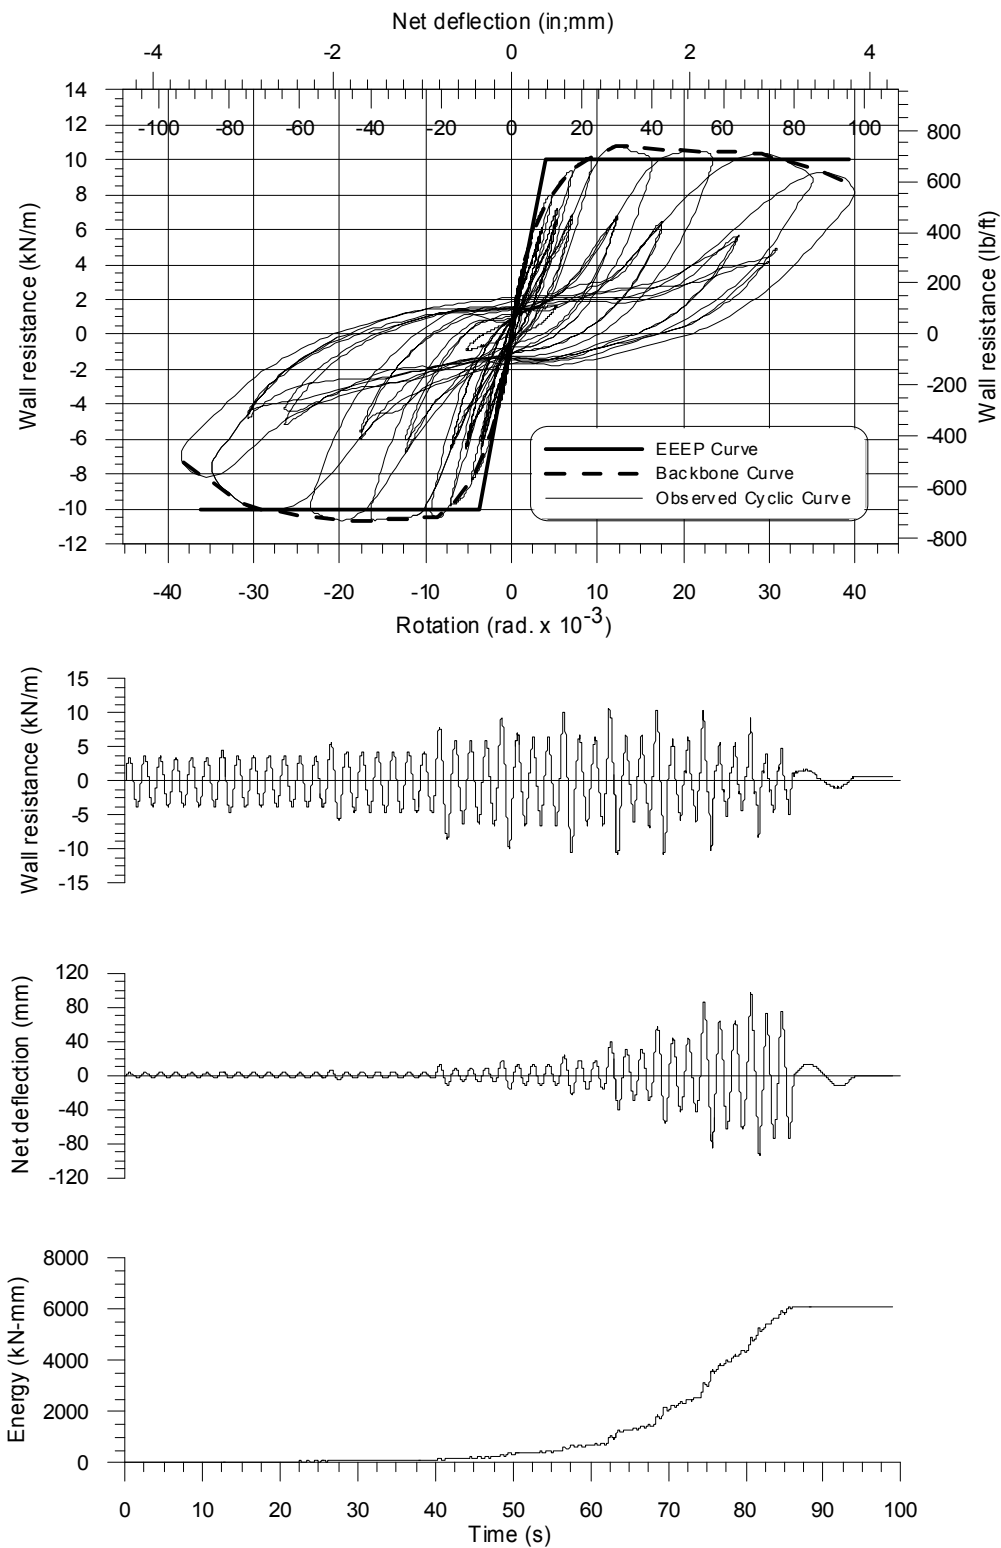 Net deflection (in;mm)
-4 -2 0 2 4
14
12
10
8
6
4
2
0
-2
-4
-6
-8
-10
-12
-100 -80 -60 -40 -20 0 20 40 60 80 100
800
600
400
200
0
-200
-400
-600
-800
Wall resistance (kN/m)
Wall resistance (lb/ft)
EEEP Curve
Backbone Curve
Observed Cyclic Curve
-40 -30 -20 -10 0 10 20 30 40
Rotation (rad. x 10-3)
Wall resistance (kN/m)
15
10
5
0
-5
-10
-15
Net deflection (mm)
120
80
40
0
-40
-80
-120
Energy (kN-mm)
8000
6000
4000
2000
0
0 10 20 30 40 50 60 70 80 90 100
Time (s)